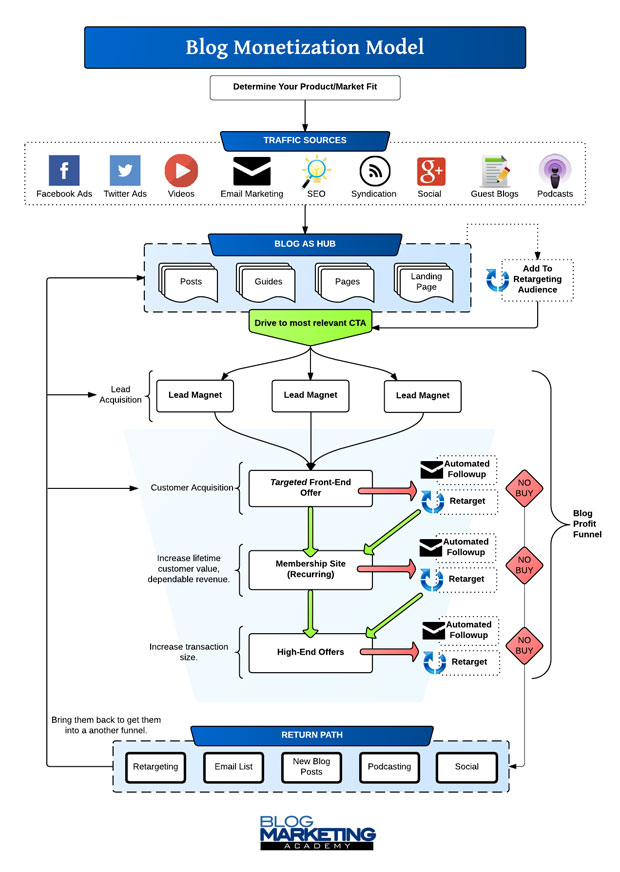 Blog Monetization Model
Determine Your Product/Market Fit
TRAFFIC SOURCES
f
g+
Facebook Ads
Twitter Ads
Videos
Email Marketing
SEO
Syndication
Social
Guest Blogs
Podcasts
BLOG AS HUB
Posts
Guides
Pages
Landing
Page
Add To
Retargeting
Audience
Drive to most relevant CTA
Lead
Acquisition
Lead Magnet
Lead Magnet
Lead Magnet
Customer Acquisition
Targeted Front-End
Offer
Automated
Followup
Retarget
NO
BUY
Blog
Profit
Funnel
Increase lifetime
customer value,
dependable revenue.
Membership Site
(Recurring)
Automated
Followup
Retarget
NO
BUY
Increase transaction
size.
High-End Offers
Automated
Followup
Retarget
NO
BUY
Bring them back to get them
into a another funnel.
RETURN PATH
Retargeting
Email List
New Blog
Posts
Podcasting
Social
BLOG
MARKETING
ACADEMY